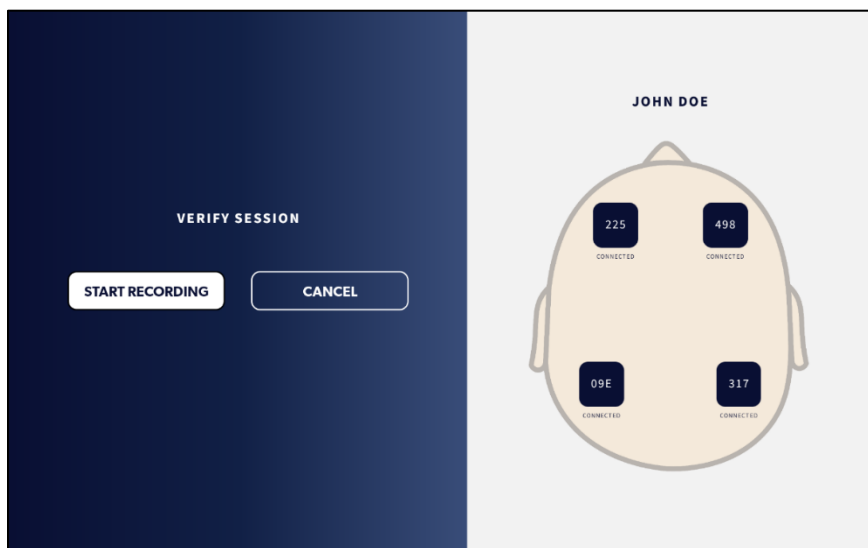 VERIFY SESSION
START RECORDING
CANCEL
JOHN DOE
225
498
CONNECTED
CONNECTED
09E
317
CONNECTED
CONNECTED